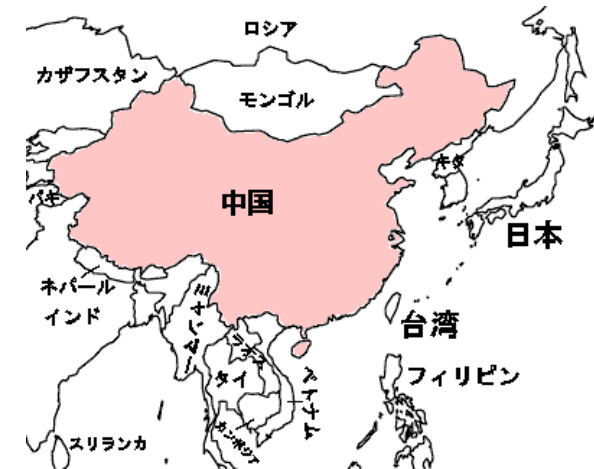 ロシア
カザフスタン
モンゴル
キタ
パキ
中国
日本
ネパール
インド
ミャンマー
台湾
ラオス
タイ
ベトナム
フィリピン
カンボジア
スリランカ